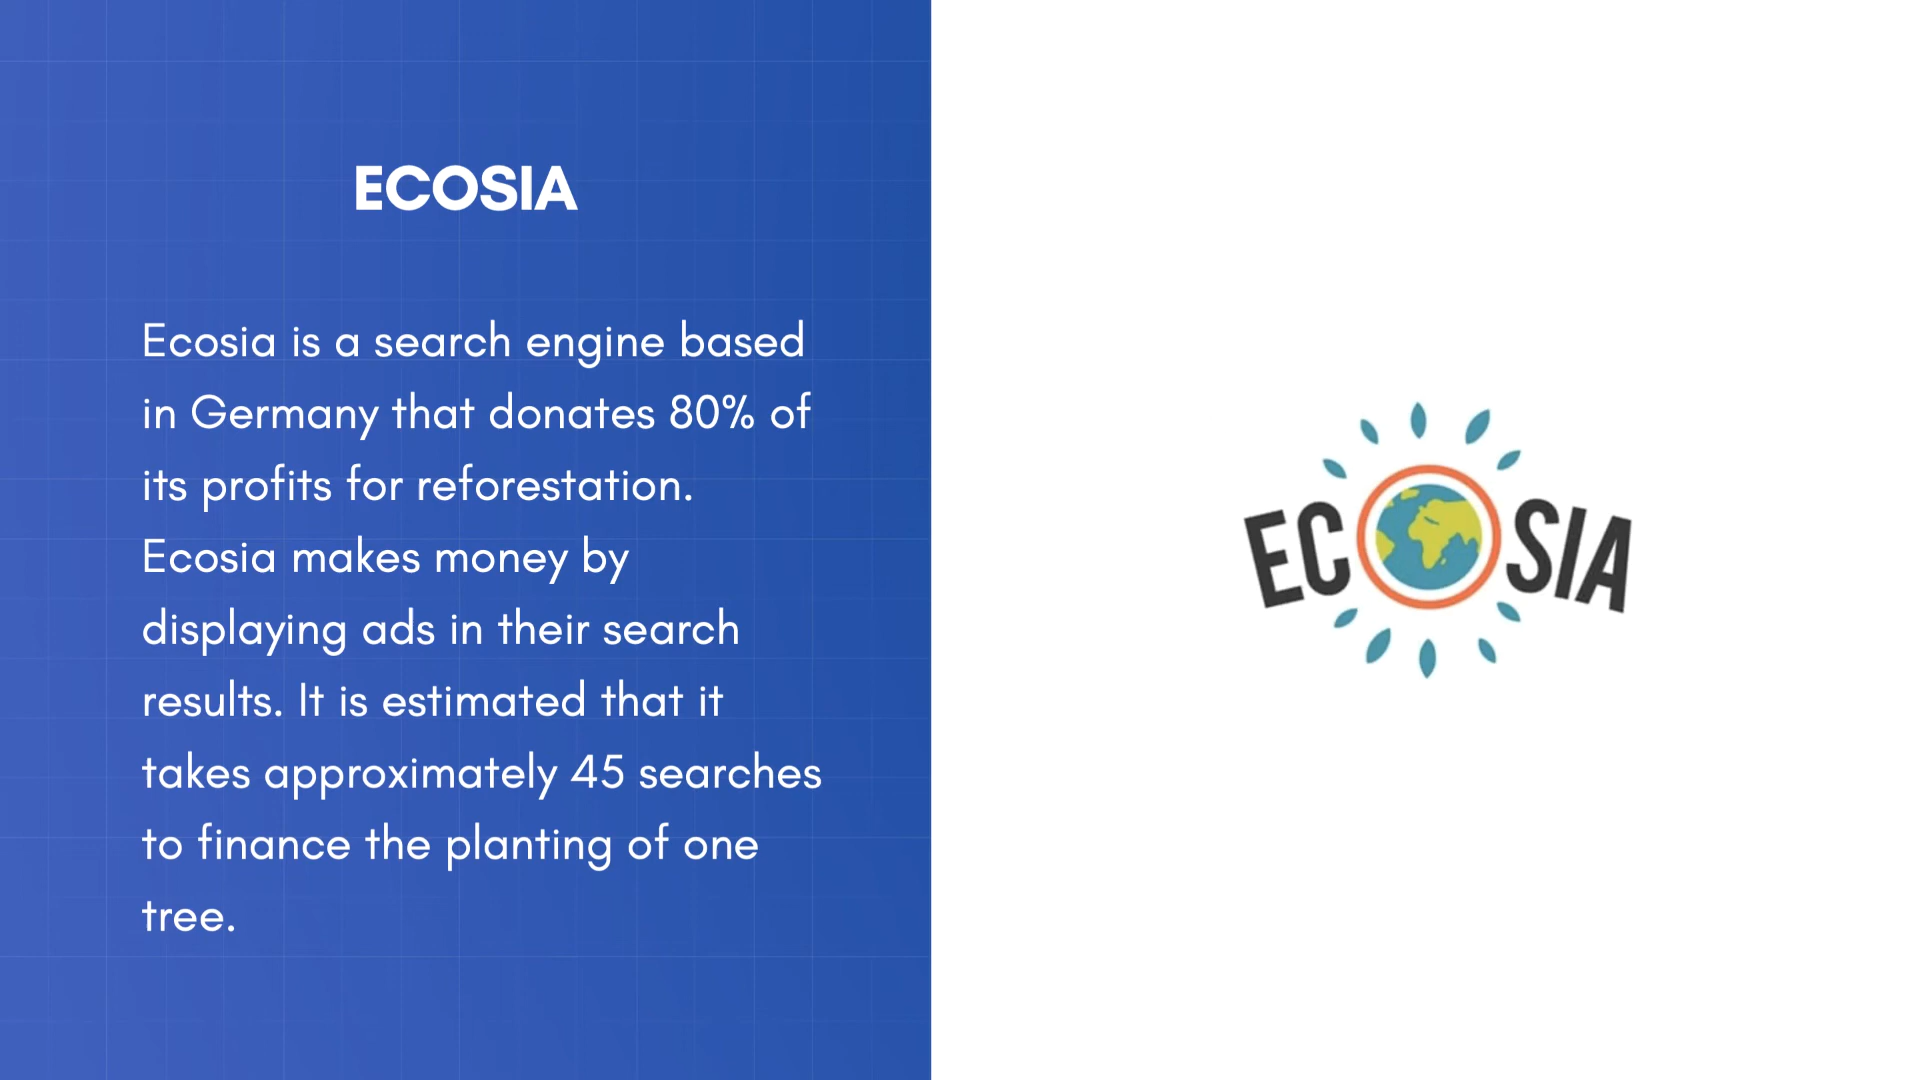 ECOSIA
Ecosia is a search engine based
in Germany that donates 80% of
its profits for reforestation.
Ecosia makes money by
displaying ads in their search
results. It is estimated that it
takes approximately 45 searches
to finance the planting of one
tree.
ECOSIA